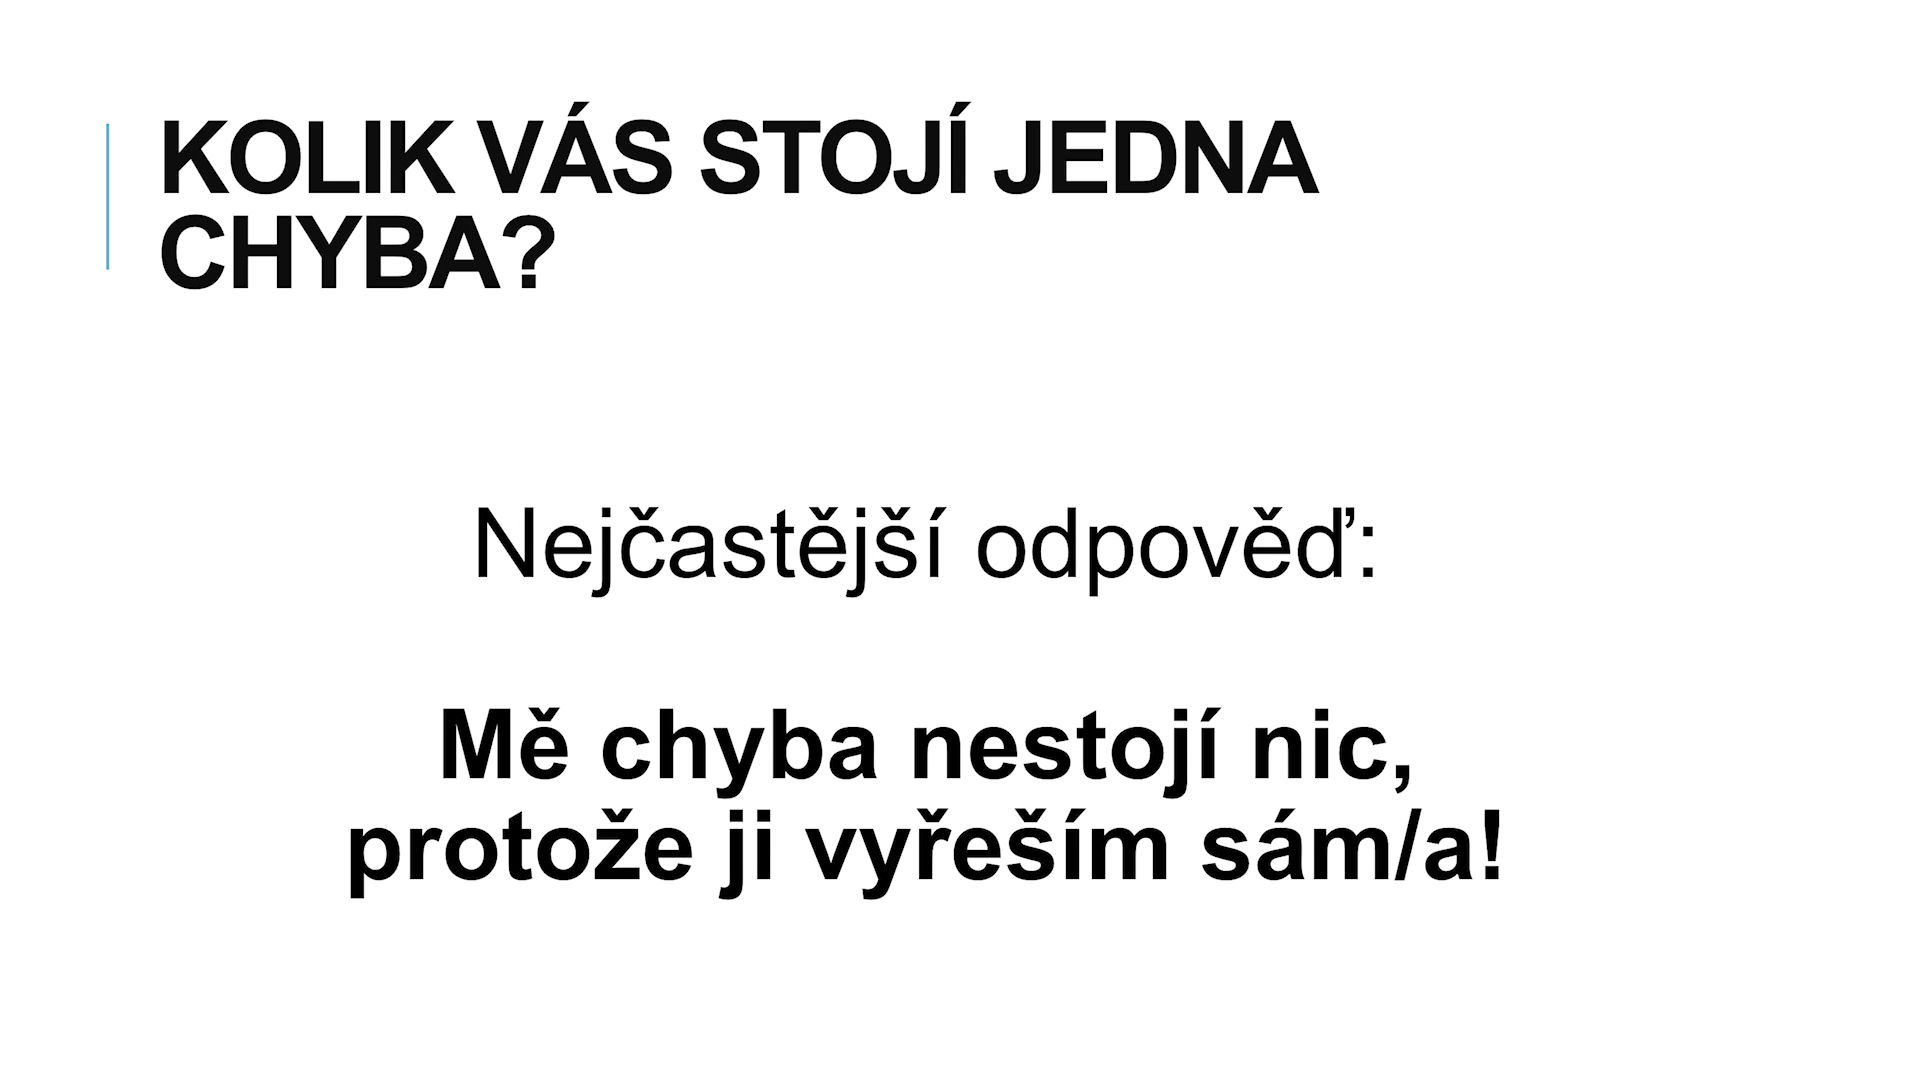 KOLIK VÁS STOJÍ JEDNA
CHYBA?
Nejčastější odpověď:
Mě chyba nestojí nic,
protože ji vyřeším sám/a!